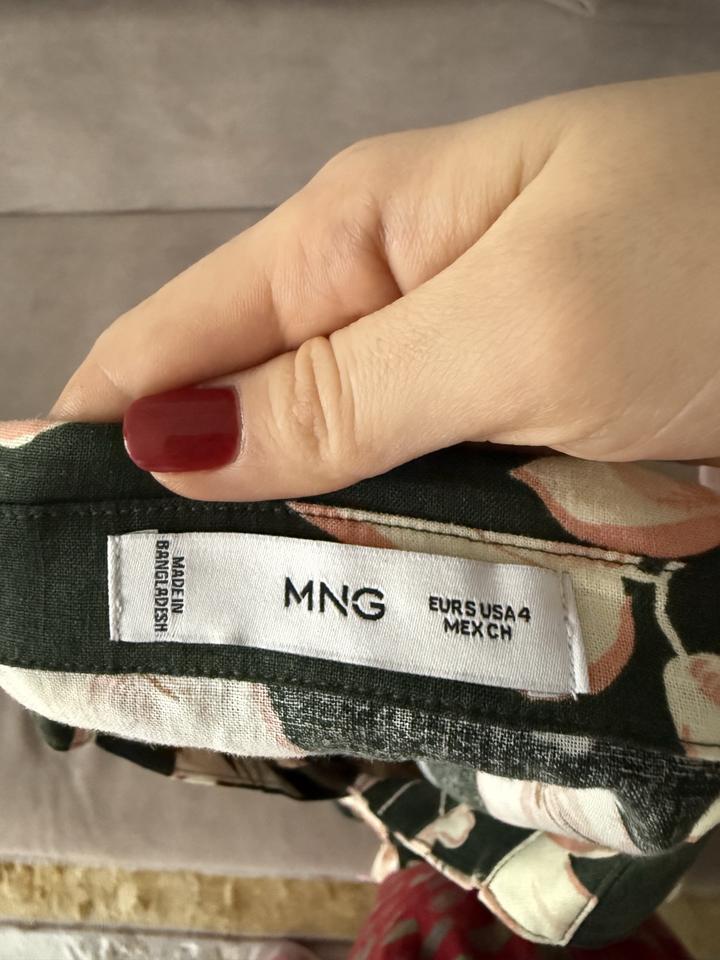 MADE IN
BANGLADESH
MNG
EUR S USA 4
MEX CH